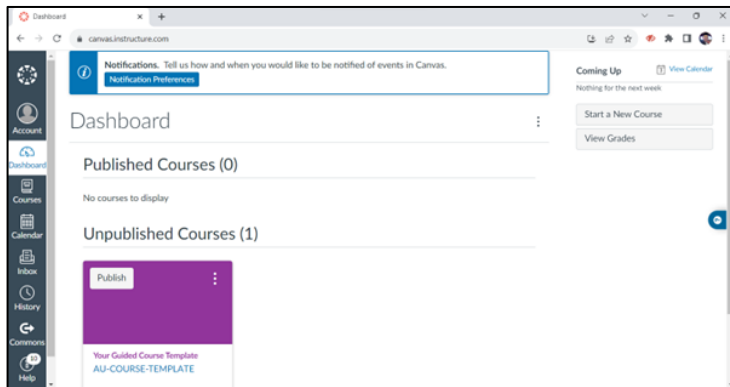 Dashboard
canvas.instructure.com
Notifications. Tell us how and when you would like to be notified of events in Canvas.
Notification Preferences
Coming Up
View Calendar
Nothing for the next week
Start a New Course
View Grades
Account
Dashboard
Courses
Calendar
Inbox
History
Commons
10
Help
Dashboard
Published Courses (0)
No courses to display
Unpublished Courses (1)
Publish
Your Guided Course Template
AU-COURSE-TEMPLATE